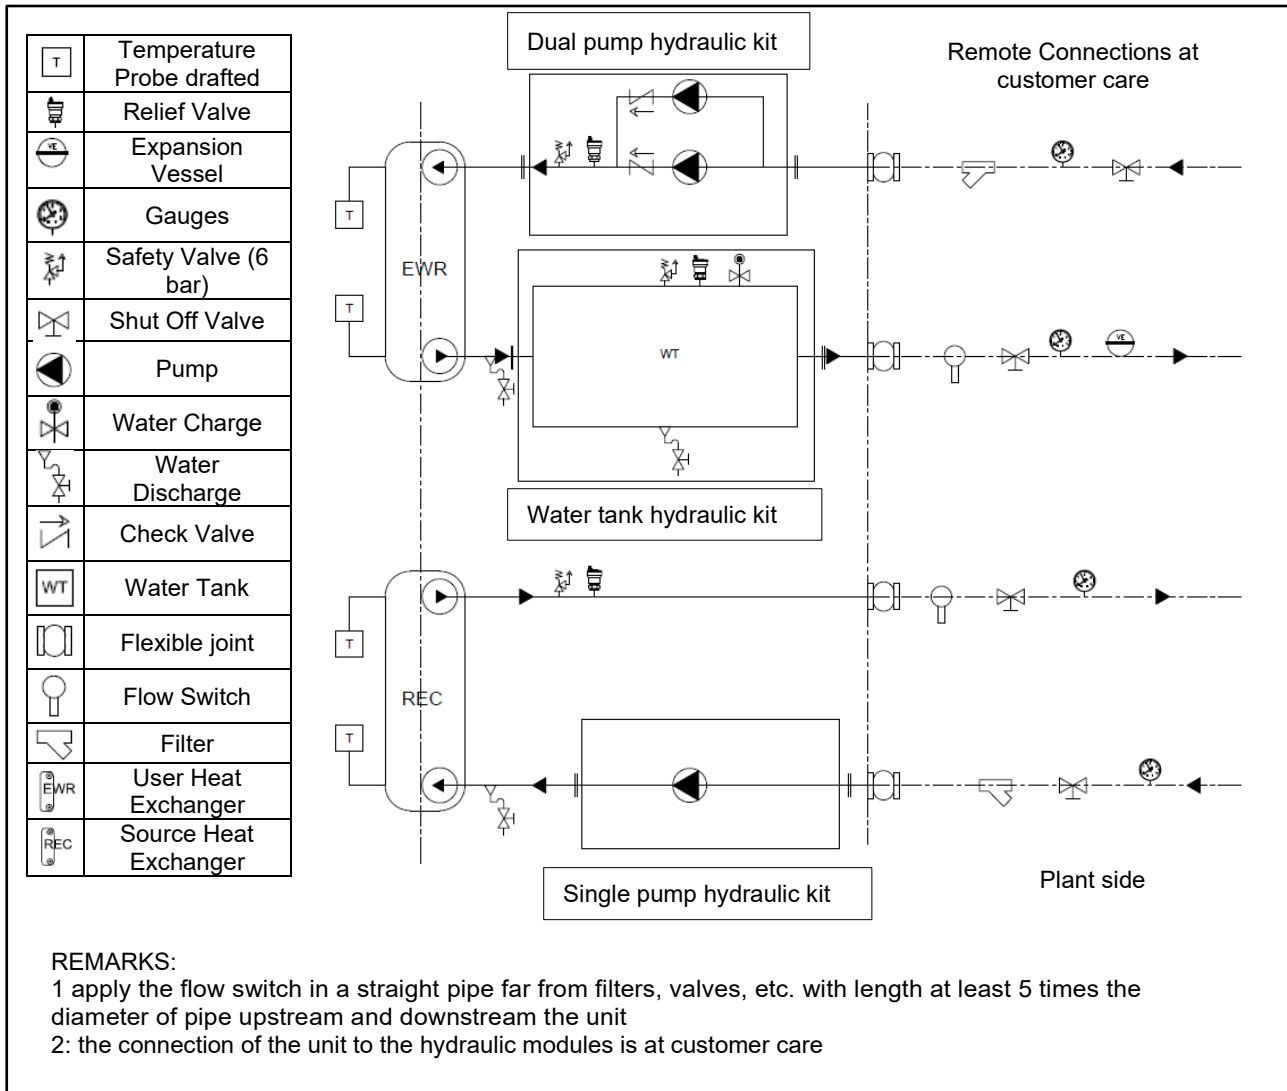 Dual pump hydraulic kit
Remote Connections at
customer care
T
Temperature
Probe drafted
Relief Valve
VE
Expansion
Vessel
Gauges
Safety Valve (6
bar)
Shut Off Valve
Pump
Water Charge
Water
Discharge
Check Valve
WT
Water Tank
Flexible joint
Flow Switch
Filter
EWR
User Heat
Exchanger
REC
Source Heat
Exchanger
T
EWR
T
WT
VE
Water tank hydraulic kit
T
REC
T
Single pump hydraulic kit
Plant side
REMARKS:
1 apply the flow switch in a straight pipe far from filters, valves, etc. with length at least 5 times the
diameter of pipe upstream and downstream the unit
2: the connection of the unit to the hydraulic modules is at customer care